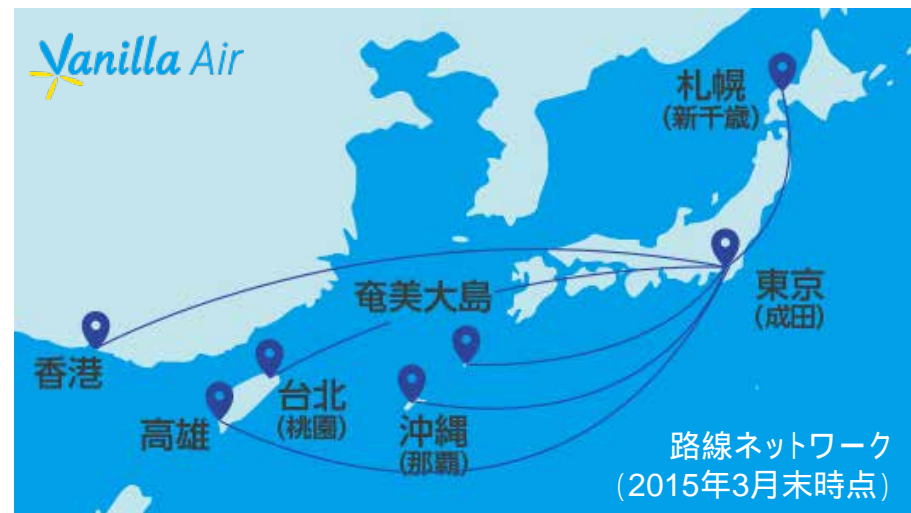 Vanilla Air
札幌
(新千歳)
東京
(成田)
奄美大島
香港
台北
(桃園)
高雄
沖縄
(那覇)
路線ネットワーク
(2015年3月末時点)